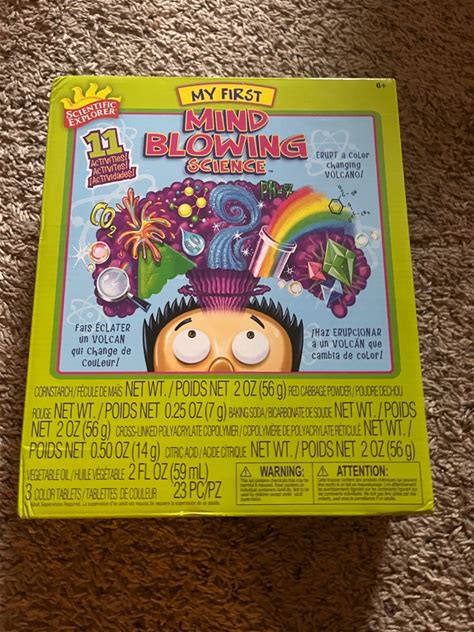 MY FIRST
6+
SCIENTIFIC
EXPLORER
MIND
BLOWING
SCIENCE
11
ACTIVITIES!
ACTIVITÉS!
¡ACTIVIDADES!
ERUPT A COLOR
CHANGING
VOLCANO!
CO2
PH=7
FAIS ÉCLATER
UN VOLCAN
QUI CHANGE DE
COULEUR!
¡HAZ ERUPCIONAR
A UN VOLCÁN QUE
CAMBIA DE COLOR!
CORNSTARCH / FÉCULE DE MAÏS NET WT. / POIDS NET 2 OZ (56 g) RED CABBAGE POWDER / POUDRE DE CHOU
ROUGE NET WT. / POIDS NET 0.25 OZ (7 g) BAKING SODA / BICARBONATE DE SOUDE NET WT. / POIDS
NET 2 OZ (56 g) CROSS-LINKED POLYACRYLATE COPOLYMER / COPOLYMÈRE DE POLYACRYLATE RÉTICULÉ NET WT. /
POIDS NET 0.50 OZ (14 g) CITRIC ACID / ACIDE CITRIQUE NET WT. / POIDS NET 2 OZ (56 g)
VEGETABLE OIL / HUILE VÉGÉTABLE 2 FL OZ (59 mL)
3 COLOR TABLETS / TABLETTES DE COULEUR 23 PC/PZ
WARNING:
ATTENTION: